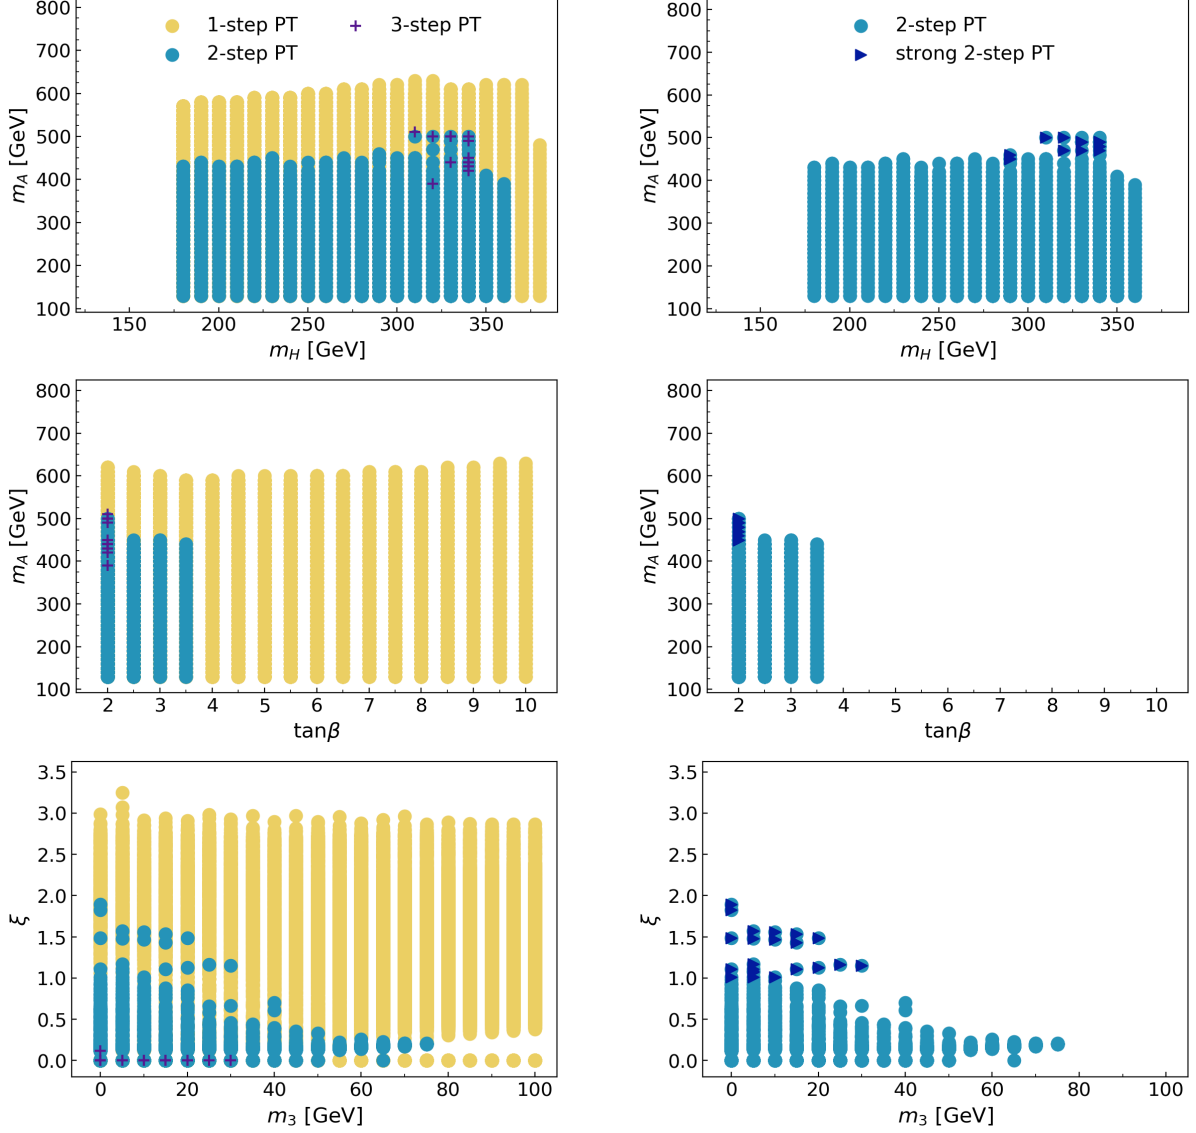 1-step PT
3-step PT
2-step PT
800
700
600
500
400
300
200
100
m_A [GeV]
150 200 250 300 350
m_H [GeV]
2-step PT
strong 2-step PT
800
700
600
500
400
300
200
100
m_A [GeV]
150 200 250 300 350
m_H [GeV]
800
700
600
500
400
300
200
100
m_A [GeV]
2 3 4 5 6 7 8 9 10
tanβ
800
700
600
500
400
300
200
100
m_A [GeV]
2 3 4 5 6 7 8 9 10
tanβ
3.5
3.0
2.5
2.0
1.5
1.0
0.5
0.0
ξ
0 20 40 60 80 100
m_3 [GeV]
3.5
3.0
2.5
2.0
1.5
1.0
0.5
0.0
ξ
0 20 40 60 80 100
m_3 [GeV]